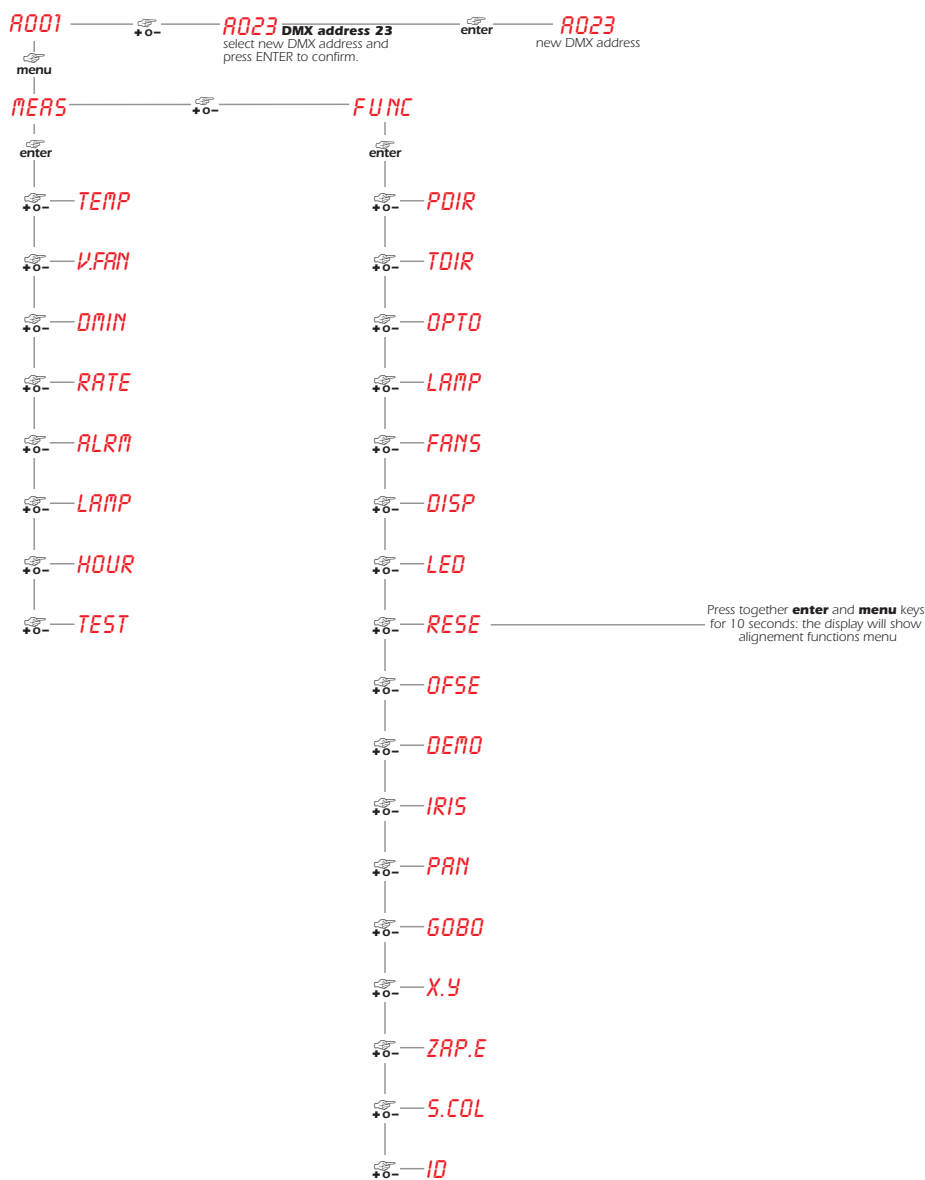 A001
+ o –
A023 DMX address 23
select new DMX address and
press ENTER to confirm.
enter
A023
new DMX address
menu
MEAS
+ o –
FUNC
enter
enter
+ o – TEMP
+ o – PDIR
+ o – V.FAN
+ o – TDIR
+ o – DMIN
+ o – OPTO
+ o – RATE
+ o – LAMP
+ o – ALRM
+ o – FANS
+ o – LAMP
+ o – DISP
+ o – HOUR
+ o – LED
+ o – TEST
+ o – RESE
Press together enter and menu keys
for 10 seconds: the display will show
alignement functions menu
+ o – OFSE
+ o – DEMO
+ o – IRIS
+ o – PAN
+ o – GOBO
+ o – X.Y
+ o – ZAP.E
+ o – S.COL
+ o – ID